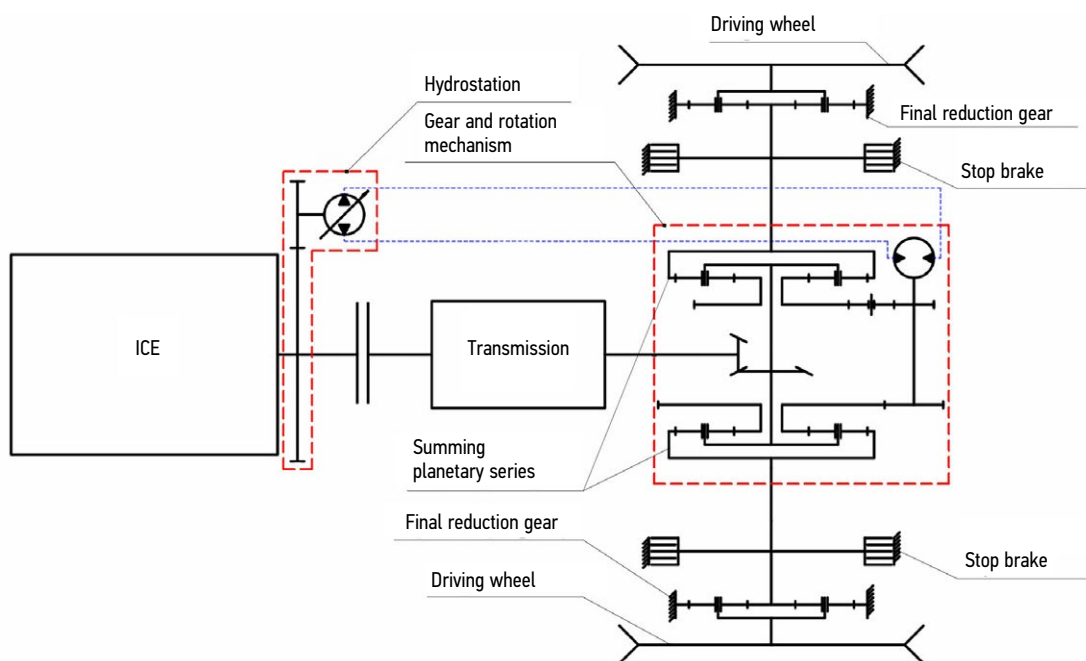 Driving wheel
Hydrostation
Final reduction gear
Gear and rotation
mechanism
Stop brake
ICE
Transmission
Summing
planetary series
Final reduction gear
Stop brake
Driving wheel